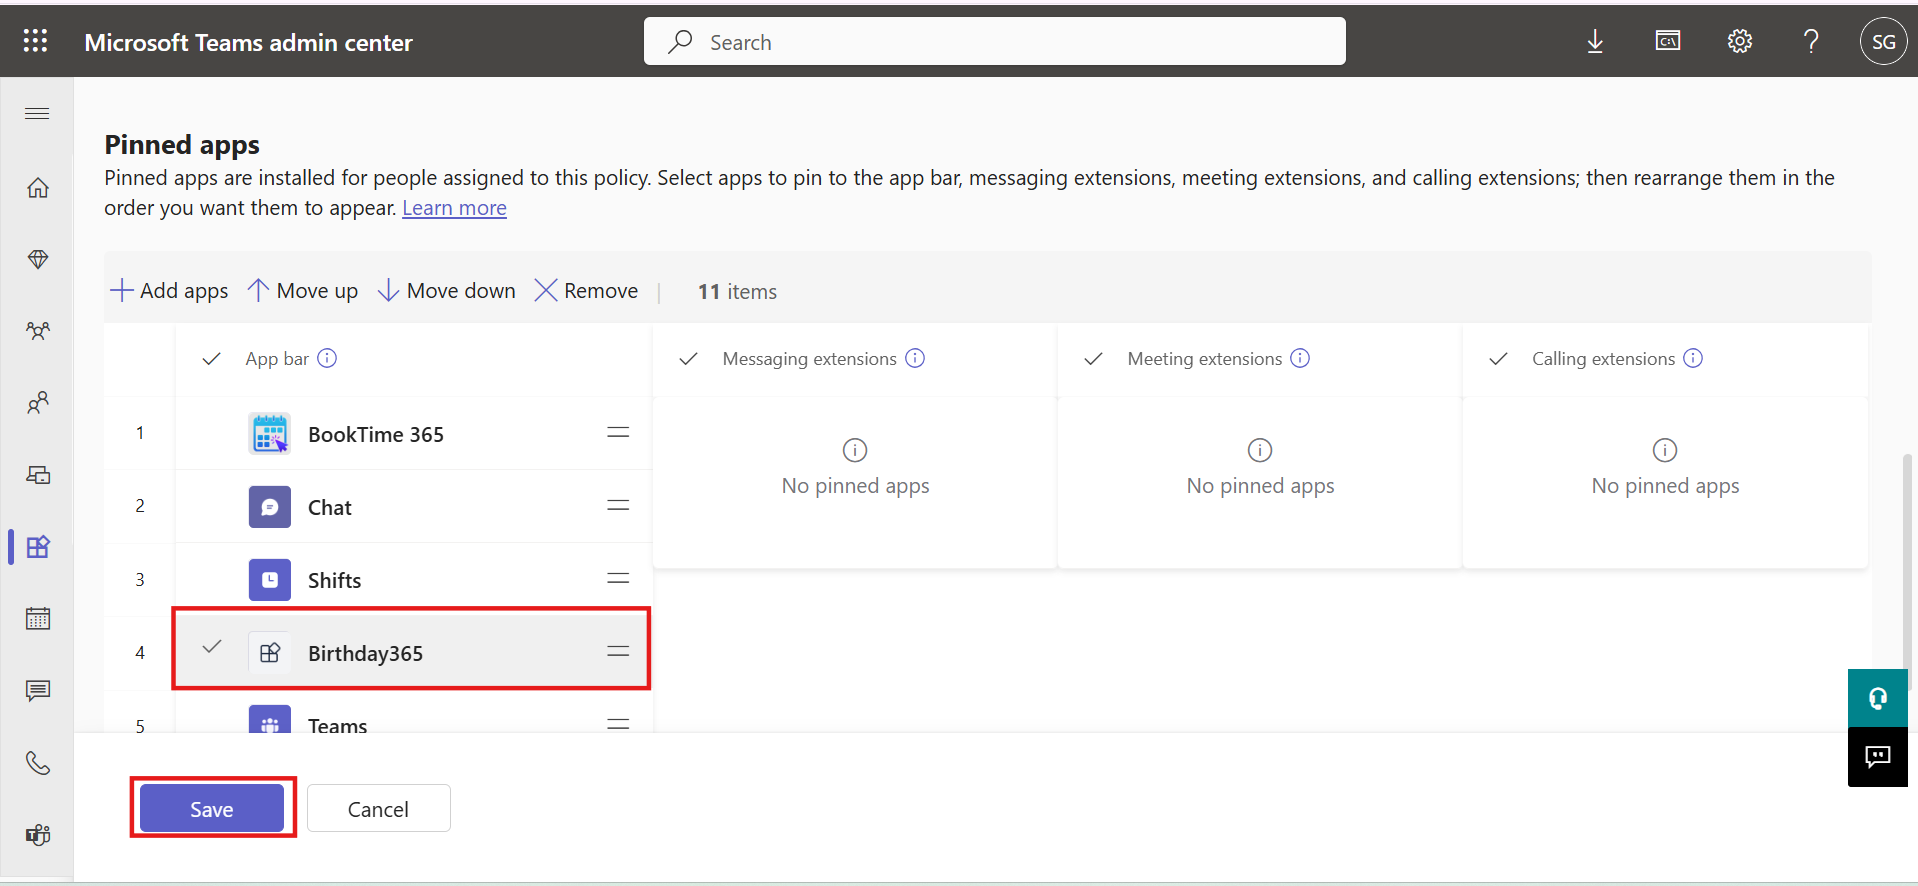 Microsoft Teams admin center
Search
C:\
SG
Pinned apps
Pinned apps are installed for people assigned to this policy. Select apps to pin to the app bar, messaging extensions, meeting extensions, and calling extensions; then rearrange them in the
order you want them to appear. Learn more
Add apps Move up Move down Remove | 11 items
App bar Messaging extensions Meeting extensions Calling extensions
1 BookTime 365
No pinned apps No pinned apps No pinned apps
2 Chat
3 Shifts
4 Birthday365
5 Teams
Save Cancel